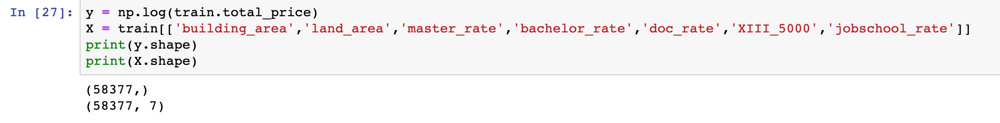 In [27]: y = np.log(train.total_price)
X = train[['building_area','land_area','master_rate','bachelor_rate','doc_rate','XIII_5000','jobschool_rate']]
print(y.shape)
print(X.shape)
(58377,)
(58377, 7)